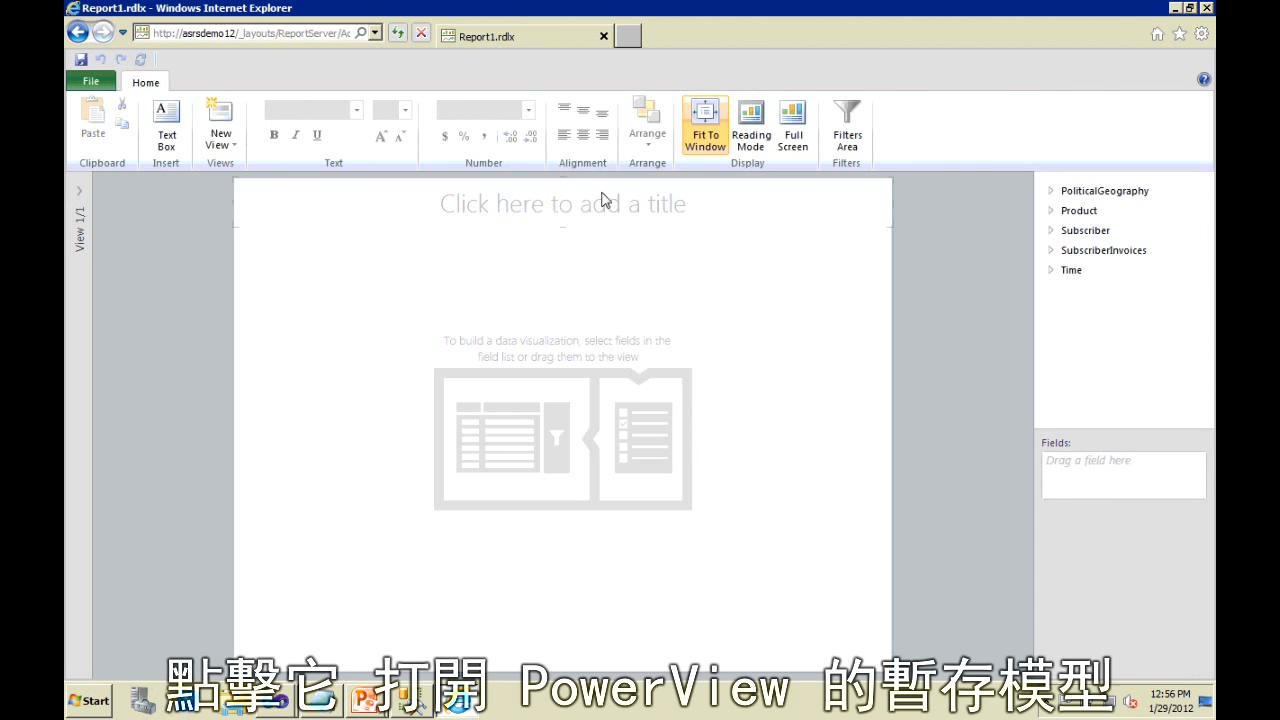 Report1.rdlx - Windows Internet Explorer
http://asrsdemo12/_layouts/ReportServer/Ac
Report1.rdlx
File
Home
Paste
Text Box
New View
Fit To Window
Reading Mode
Full Screen
Arrange
Filters Area
Clipboard
Insert
Views
Text
Number
Alignment
Arrange
Display
Filters
View 1/1
Click here to add a title
To build a data visualization, select fields in the
field list or drag them to the view
PoliticalGeography
Product
Subscriber
SubscriberInvoices
Time
Fields:
Drag a field here
點擊它 打開 PowerView 的暫存模型
Start
12:56 PM
1/29/2012